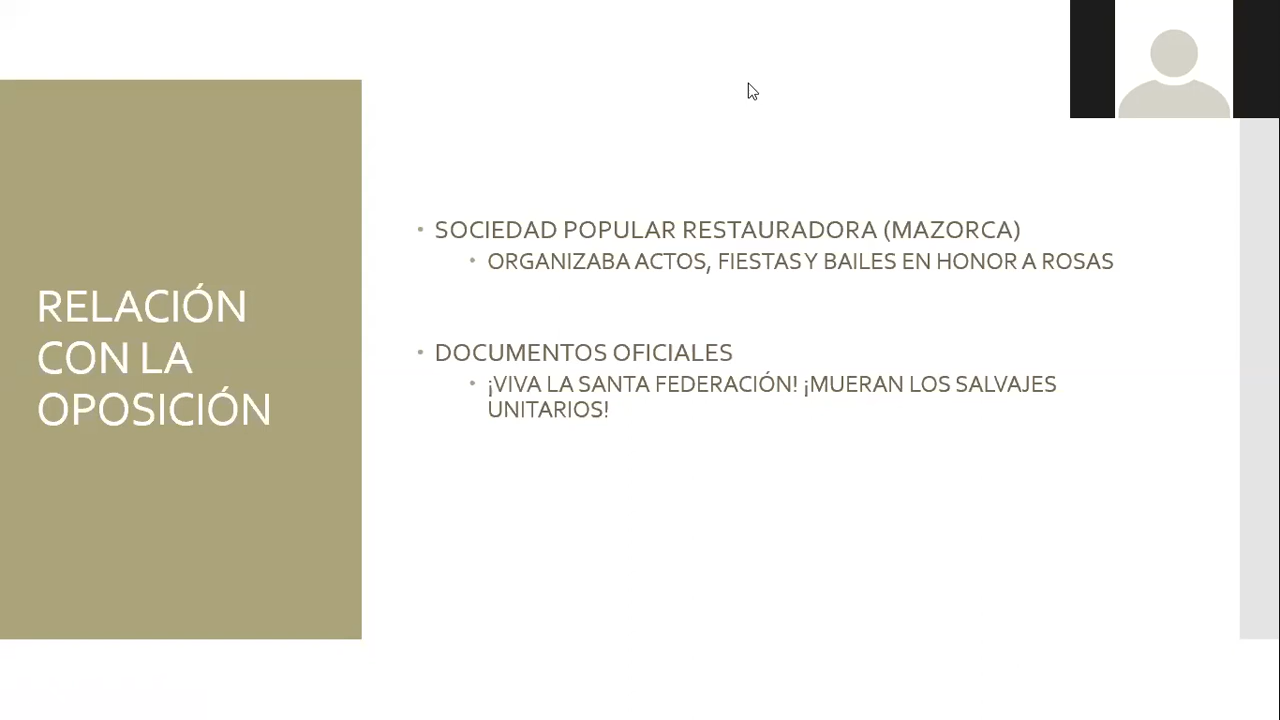 RELACIÓN
CON LA
OPOSICIÓN
• SOCIEDAD POPULAR RESTAURADORA (MAZORCA)
• ORGANIZABA ACTOS, FIESTAS Y BAILES EN HONOR A ROSAS
• DOCUMENTOS OFICIALES
• ¡VIVA LA SANTA FEDERACIÓN! ¡MUERAN LOS SALVAJES
UNITARIOS!